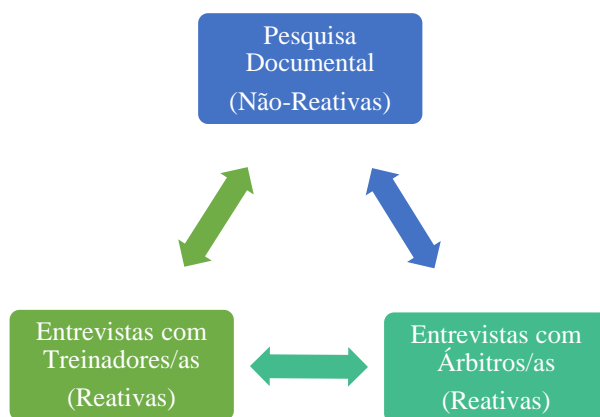 Pesquisa
Documental
(Não-Reativas)
Entrevistas com
Treinadores/as
(Reativas)
Entrevistas com
Árbitros/as
(Reativas)